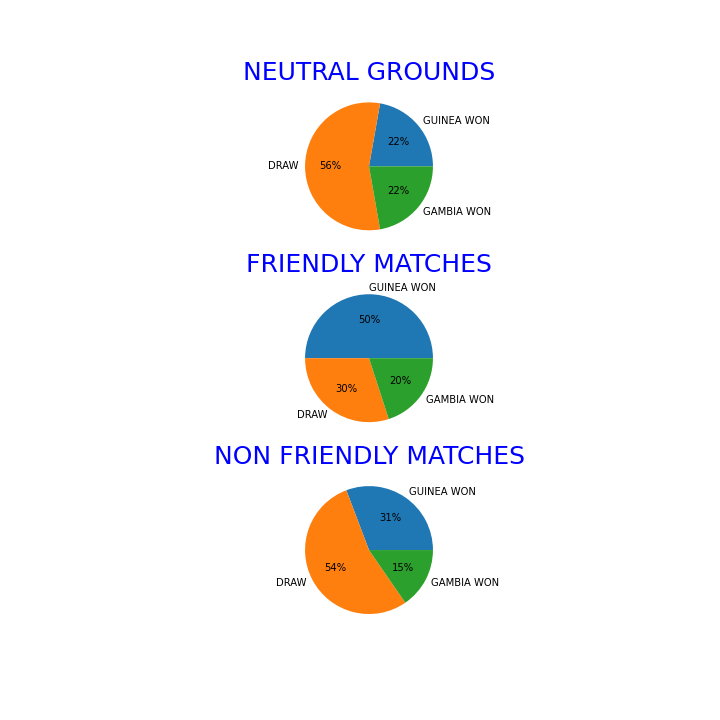 NEUTRAL GROUNDS
GUINEA WON
22%
DRAW
56%
22%
GAMBIA WON
FRIENDLY MATCHES
GUINEA WON
50%
30%
20%
GAMBIA WON
DRAW
NON FRIENDLY MATCHES
GUINEA WON
31%
54%
15%
DRAW
GAMBIA WON